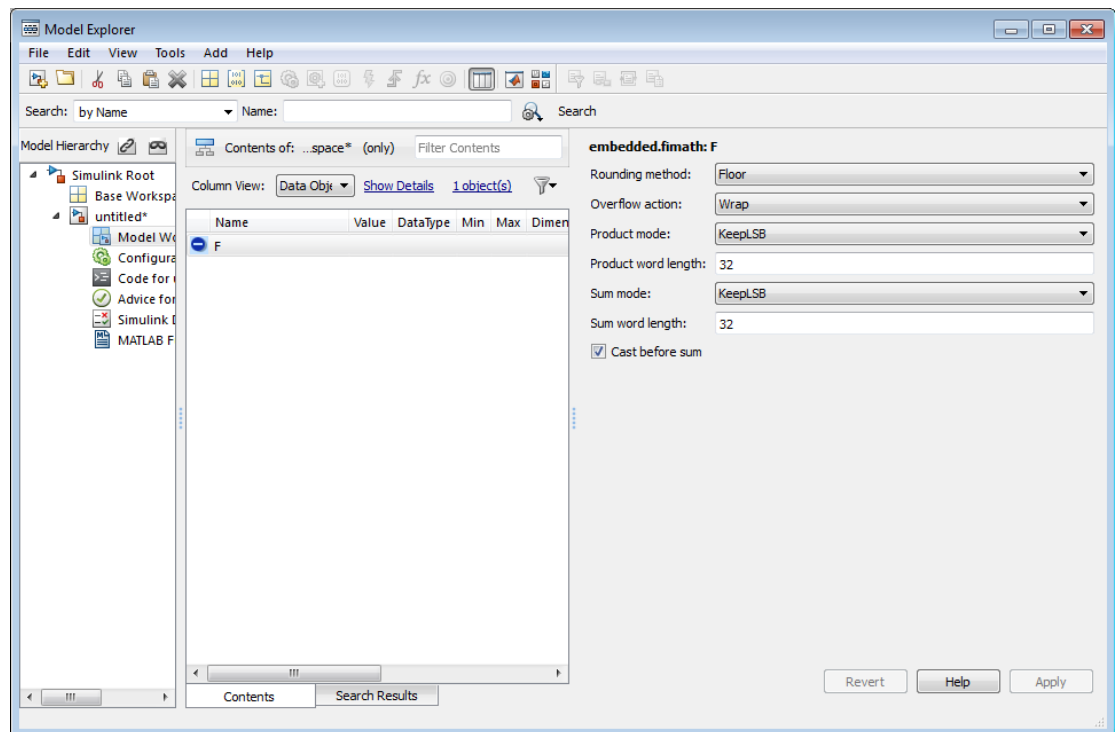 Model Explorer
File Edit View Tools Add Help
fx
Search: by Name Name: Search
Model Hierarchy
Simulink Root
Base Workspa
untitled*
Model Wo
Configura
Code for
Advice for
Simulink
MATLAB F
Contents of: ...space* (only) Filter Contents
Column View: Data Obje Show Details 1 object(s)
Name Value DataType Min Max Dimen
F
Contents Search Results
embedded.fimath: F
Rounding method: Floor
Overflow action: Wrap
Product mode: KeepLSB
Product word length: 32
Sum mode: KeepLSB
Sum word length: 32
Cast before sum
Revert Help Apply